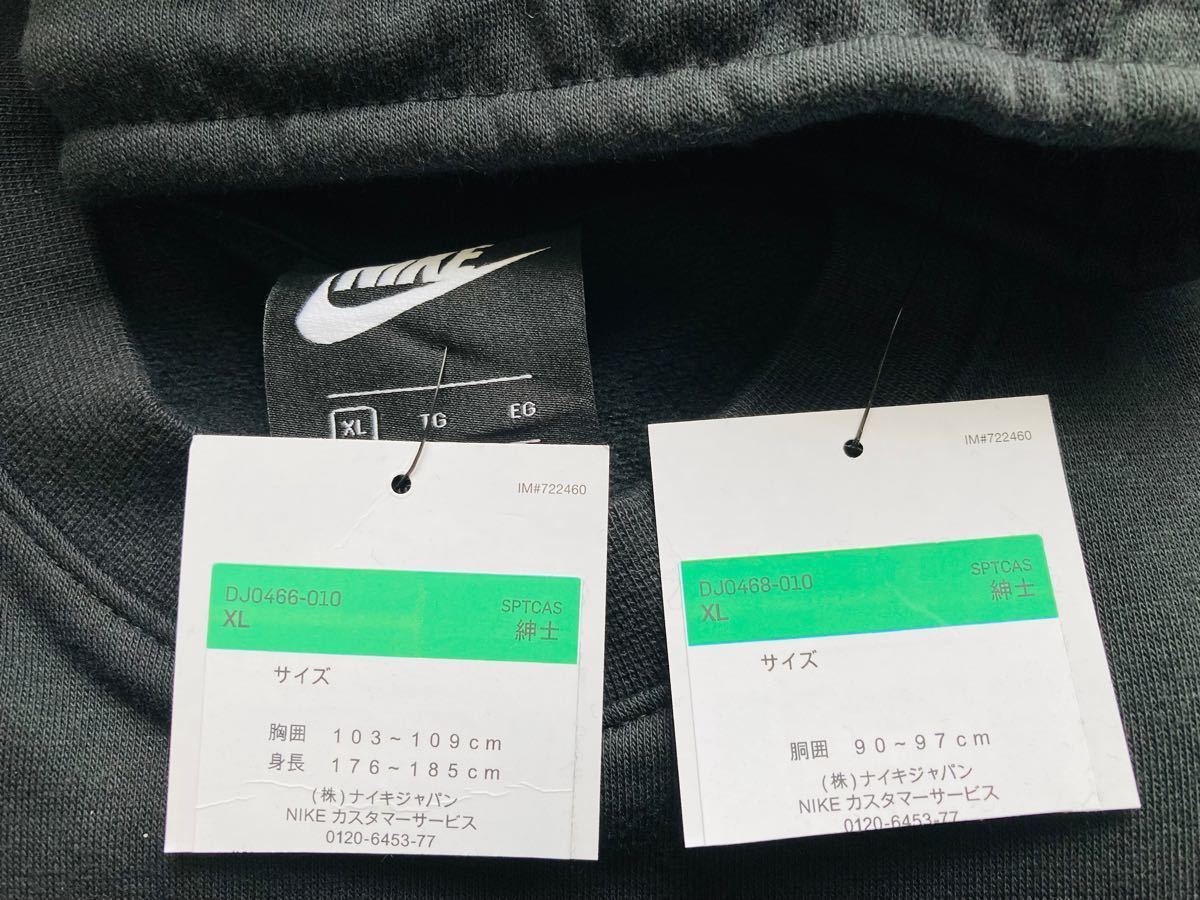 NIKE
XL TG EG
IM#722460
DJ0466-010
XL
SPTCAS
紳士
サイズ
胸囲 103~109cm
身長 176~185cm
(株)ナイキジャパン
NIKE カスタマーサービス
0120-6453-77
IM#722460
DJ0468-010
XL
SPTCAS
紳士
サイズ
胴囲 90~97cm
(株)ナイキジャパン
NIKE カスタマーサービス
0120-6453-77